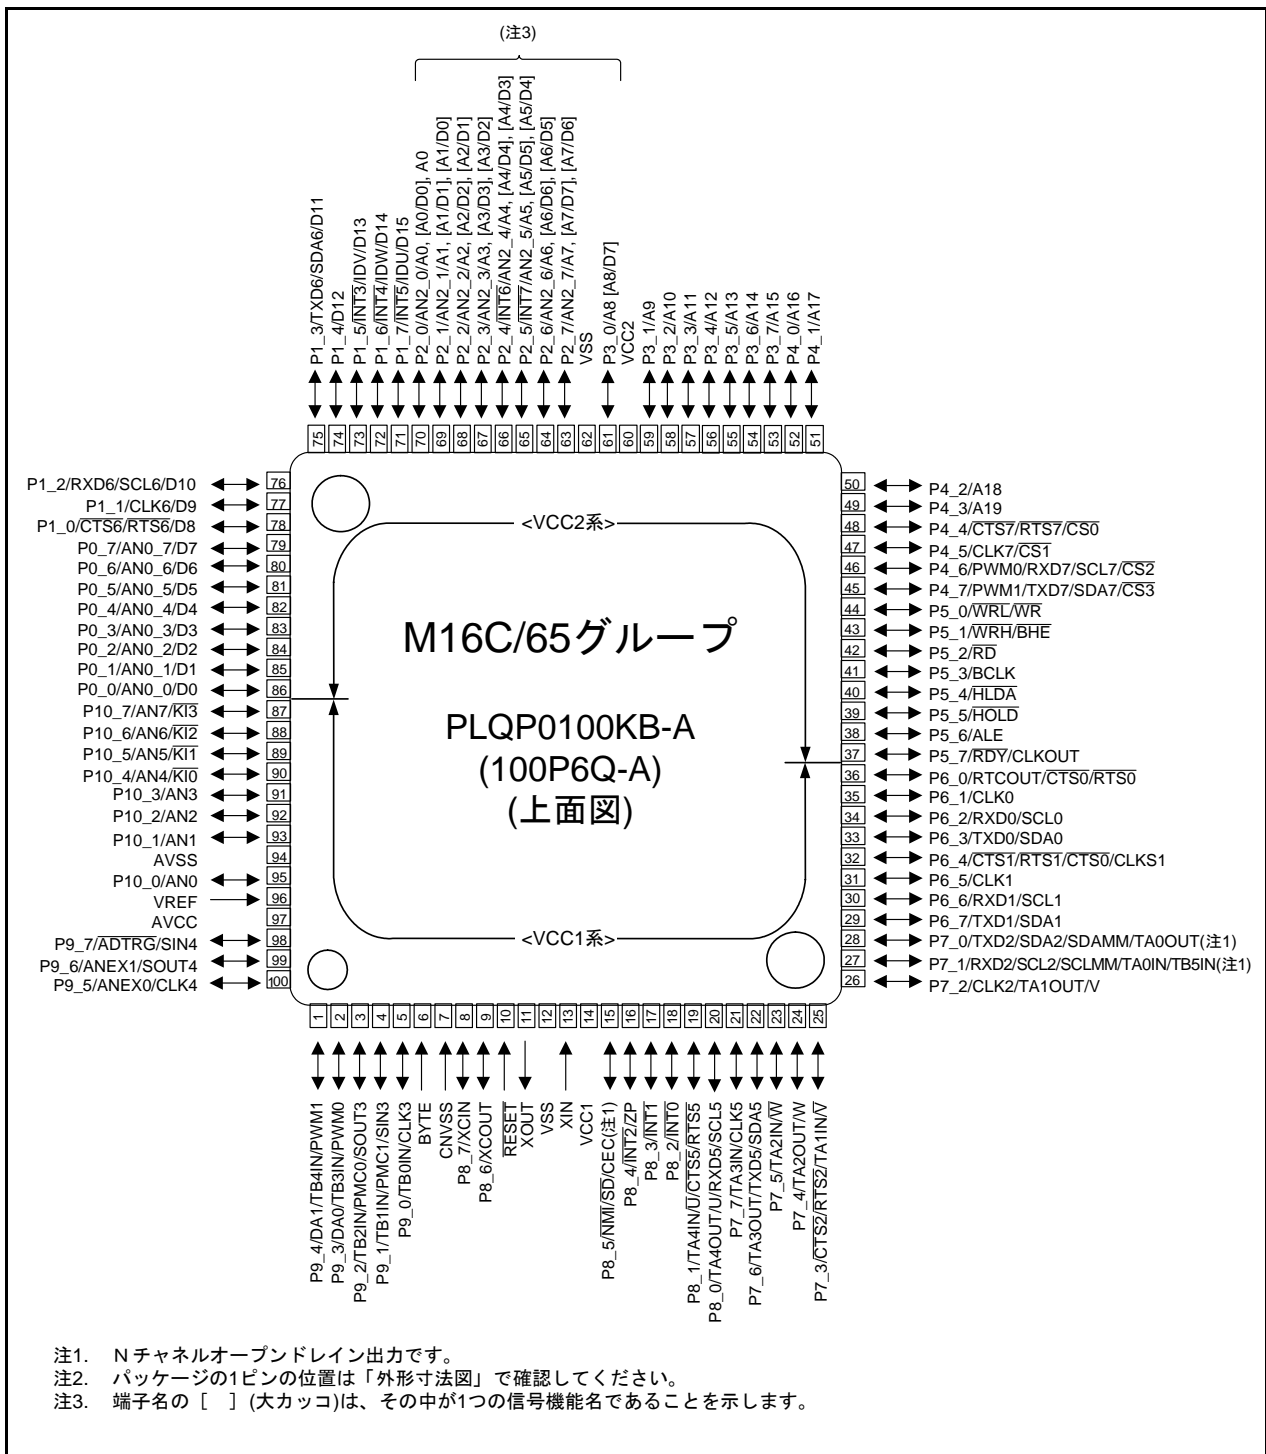 (注3)
P1_3/TXD6/SDA6/D11
P1_4/D12
P1_5/INT3/IDV/D13
P1_6/INT4/IDW/D14
P1_7/INT5/IDU/D15
P2_0/AN2_0/A0, [A0/D0], A0
P2_1/AN2_1/A1, [A1/D1], [A1/D0]
P2_2/AN2_2/A2, [A2/D2], [A2/D1]
P2_3/AN2_3/A3, [A3/D3], [A3/D2]
P2_4/INT6/AN2_4/A4, [A4/D4], [A4/D3]
P2_5/INT7/AN2_5/A5, [A5/D5], [A5/D4]
P2_6/AN2_6/A6, [A6/D6], [A6/D5]
P2_7/AN2_7/A7, [A7/D7], [A7/D6]
VSS
P3_0/A8 [A8/D7]
VCC2
P3_1/A9
P3_2/A10
P3_3/A11
P3_4/A12
P3_5/A13
P3_6/A14
P3_7/A15
P4_0/A16
P4_1/A17
75 74 73 72 71 70 69 68 67 66 65 64 63 62 61 60 59 58 57 56 55 54 53 52 51
P1_2/RXD6/SCL6/D10 76
P1_1/CLK6/D9 77
P1_0/CTS6/RTS6/D8 78
P0_7/AN0_7/D7 79
P0_6/AN0_6/D6 80
P0_5/AN0_5/D5 81
P0_4/AN0_4/D4 82
P0_3/AN0_3/D3 83
P0_2/AN0_2/D2 84
P0_1/AN0_1/D1 85
P0_0/AN0_0/D0 86
P10_7/AN7/KI3 87
P10_6/AN6/KI2 88
P10_5/AN5/KI1 89
P10_4/AN4/KI0 90
P10_3/AN3 91
P10_2/AN2 92
P10_1/AN1 93
AVSS 94
P10_0/AN0 95
VREF 96
AVCC 97
P9_7/ADTRG/SIN4 98
P9_6/ANEX1/SOUT4 99
P9_5/ANEX0/CLK4 100
<VCC2系>
M16C/65グループ
PLQP0100KB-A
(100P6Q-A)
(上面図)
<VCC1系>
50 P4_2/A18
49 P4_3/A19
48 P4_4/CTS7/RTS7/CS0
47 P4_5/CLK7/CS1
46 P4_6/PWM0/RXD7/SCL7/CS2
45 P4_7/PWM1/TXD7/SDA7/CS3
44 P5_0/WRL/WR
43 P5_1/WRH/BHE
42 P5_2/RD
41 P5_3/BCLK
40 P5_4/HLDA
39 P5_5/HOLD
38 P5_6/ALE
37 P5_7/RDY/CLKOUT
36 P6_0/RTCOUT/CTS0/RTS0
35 P6_1/CLK0
34 P6_2/RXD0/SCL0
33 P6_3/TXD0/SDA0
32 P6_4/CTS1/RTS1/CTS0/CLKS1
31 P6_5/CLK1
30 P6_6/RXD1/SCL1
29 P6_7/TXD1/SDA1
28 P7_0/TXD2/SDA2/SDAMM/TA0OUT(注1)
27 P7_1/RXD2/SCL2/SCLMM/TA0IN/TB5IN(注1)
26 P7_2/CLK2/TA1OUT/V
1 2 3 4 5 6 7 8 9 10 11 12 13 14 15 16 17 18 19 20 21 22 23 24 25
P9_4/DA1/TB4IN/PWM1
P9_3/DA0/TB3IN/PWM0
P9_2/TB2IN/PMC0/SOUT3
P9_1/TB1IN/PMC1/SIN3
P9_0/TB0IN/CLK3
BYTE
CNVSS
P8_7/XCIN
P8_6/XCOUT
RESET
XOUT
VSS
XIN
VCC1
P8_5/NMI/SD/CEC(注1)
P8_4/INT2/ZP
P8_3/INT1
P8_2/INT0
P8_1/TA4IN/U/CTS5/RTS5
P8_0/TA4OUT/U/RXD5/SCL5
P7_7/TA3IN/CLK5
P7_6/TA3OUT/TXD5/SDA5
P7_5/TA2IN/W
P7_4/TA2OUT/W
P7_3/CTS2/RTS2/TA1IN/V
注1. Nチャネルオープンドレイン出力です。
注2. パッケージの1ピンの位置は「外形寸法図」で確認してください。
注3. 端子名の［ ］(大カッコ)は、その中が1つの信号機能名であることを示します。